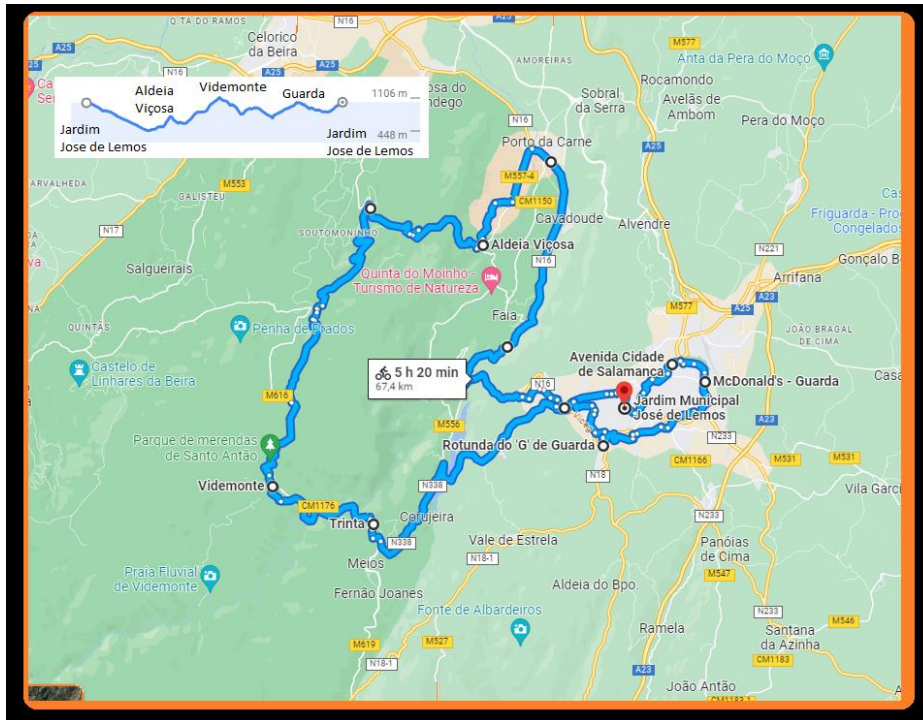 Q.TA DO RAMOS
N16
M577
Celorico
da Beira
A25
A25
A25
AMOREIRAS
Anta da Pera do Moço
Rocamondo
N16
Sobral
da Serra
Avelãs de
Ambom
Pera do Moço
Aldeia
Viçosa
Videmonte
Guarda
1106 m
448 m
Jardim
Jose de Lemos
Jardim
Jose de Lemos
N16
Porto da Carne
A25
M557-4
M553
GALISTEU
CM1150
N17
SOUTOMONINHO
Cavadoude
Alvendre
Aldeia Viçosa
N221
Salgueirais
Quinta do Moinho -
Turismo de Natureza
N16
Arrifana
Gonçalo B
M577
A25
A23
QUINTÃS
Penha de Prados
Faia
JOÃO BRAGAL
DE CIMA
5 h 20 min
67,4 km
Avenida Cidade
de Salamanca
McDonald's - Guarda
Castelo de
Linhares da Beira
N16
Jardim Municipal
José de Lemos
M616
M556
A23
Parque de merendas
de Santo Antão
Rotunda do 'G' de Guarda
N233
CM1166
M531
M531
Videmonte
N338
N18
Vila Garci
CM1176
Trinta
Corujeira
N233
N338
Vale de Estrela
Panóias
de Cima
Meios
N18-1
M547
Praia Fluvial
de Videmonte
Fernão Joanes
Aldeia do Bpo.
Fonte de Albardeiros
N233
M546
M619
M527
Ramela
Santana
da Azinha
N18-1
A23
CM1183
João Antão